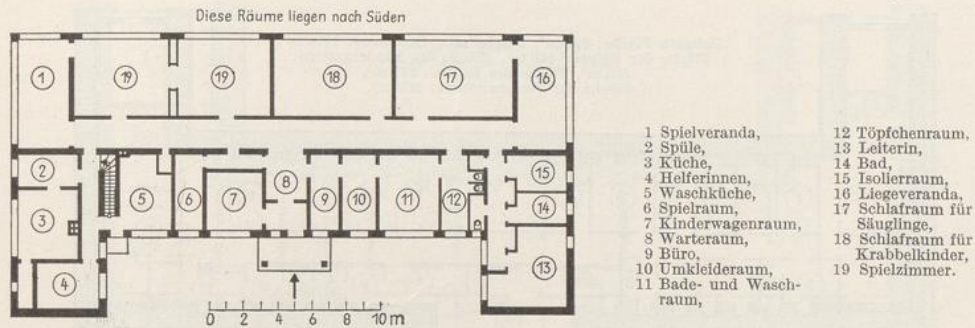 Diese Räume liegen nach Süden
1 19 19 18 17 16
2 3 4 5 6 7 8 9 10 11 12 15 14 13
0 2 4 6 8 10 m
1 Spielveranda,
2 Spüle,
3 Küche,
4 Helferinnen,
5 Waschküche,
6 Spielraum,
7 Kinderwagenraum,
8 Warteraum,
9 Büro,
10 Umkleideraum,
11 Bade- und Wasch-
raum,
12 Töpfchenraum,
13 Leiterin,
14 Bad,
15 Isolierraum,
16 Liegeveranda,
17 Schlafraum für
Säuglinge,
18 Schlafraum für
Krabbelkinder,
19 Spielzimmer.